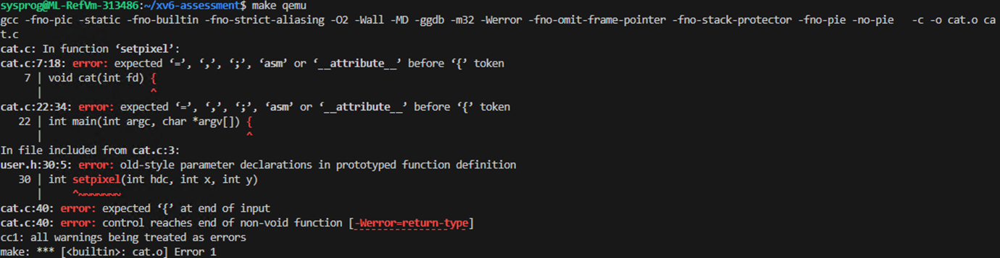 sysprog@ML-RefVm-313486:~/xv6-assessment$ make qemu
gcc -fno-pic -static -fno-builtin -fno-strict-aliasing -O2 -Wall -MD -ggdb -m32 -Werror -fno-omit-frame-pointer -fno-stack-protector -fno-pie -no-pie   -c -o cat.o ca
t.c
cat.c: In function ‘setpixel’:
cat.c:7:18: error: expected ‘=’, ‘,’, ‘;’, ‘asm’ or ‘__attribute__’ before ‘{’ token
    7 | void cat(int fd) {
      |                  ^
cat.c:22:34: error: expected ‘=’, ‘,’, ‘;’, ‘asm’ or ‘__attribute__’ before ‘{’ token
   22 | int main(int argc, char *argv[]) {
      |                                  ^
In file included from cat.c:3:
user.h:30:5: error: old-style parameter declarations in prototyped function definition
   30 | int setpixel(int hdc, int x, int y)
      |     ^~~~~~~~
cat.c:40: error: expected ‘{’ at end of input
cat.c:40: error: control reaches end of non-void function [-Werror=return-type]
cc1: all warnings being treated as errors
make: *** [<builtin>: cat.o] Error 1